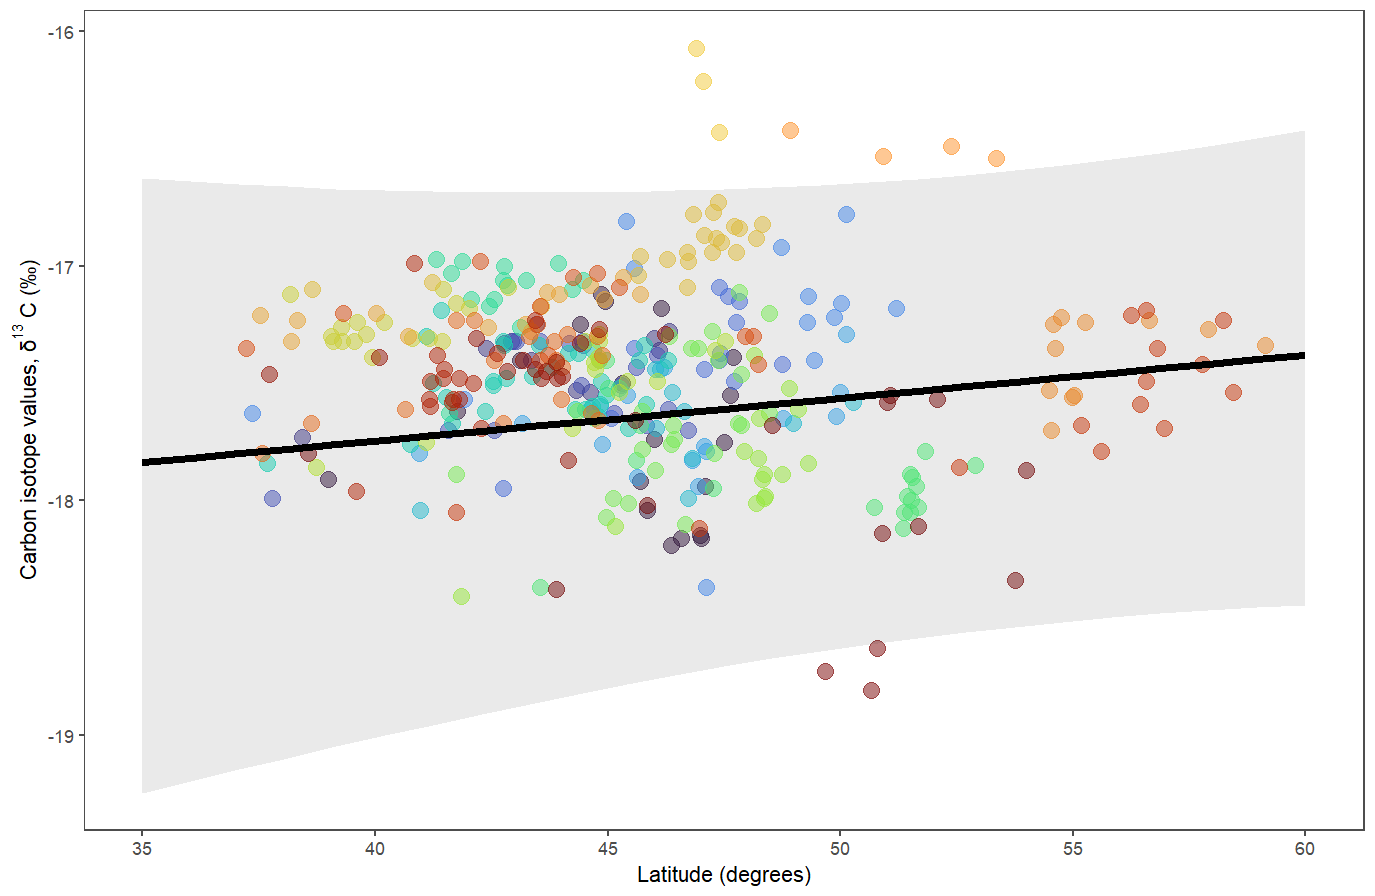 -16
-17
-18
-19
Carbon isotope values, δ¹³ C (‰)
35 40 45 50 55 60
Latitude (degrees)